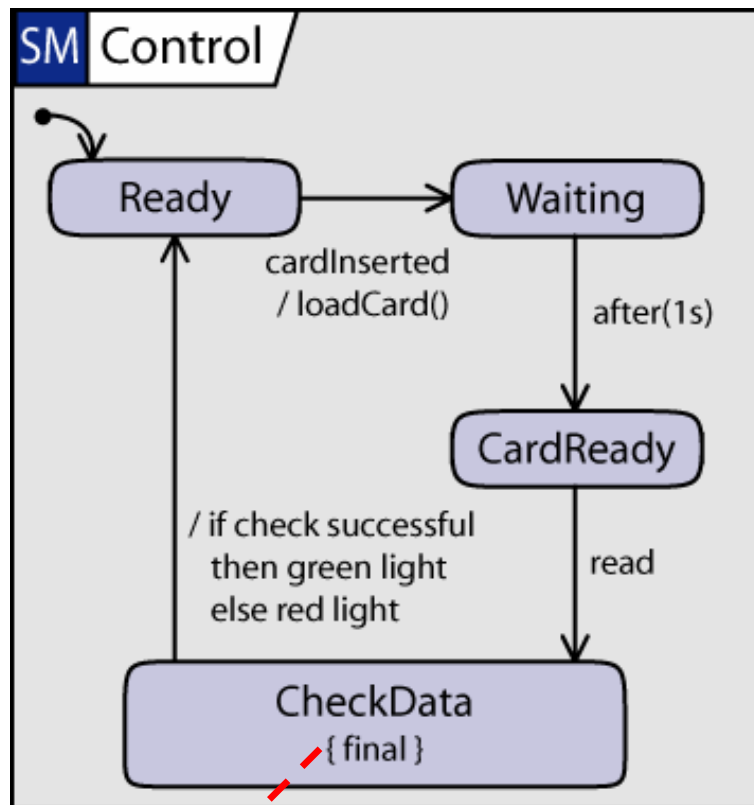 SM Control
Ready
Waiting
cardInserted
/ loadCard()
after(1s)
CardReady
/ if check successful
then green light
else red light
read
CheckData
{ final }